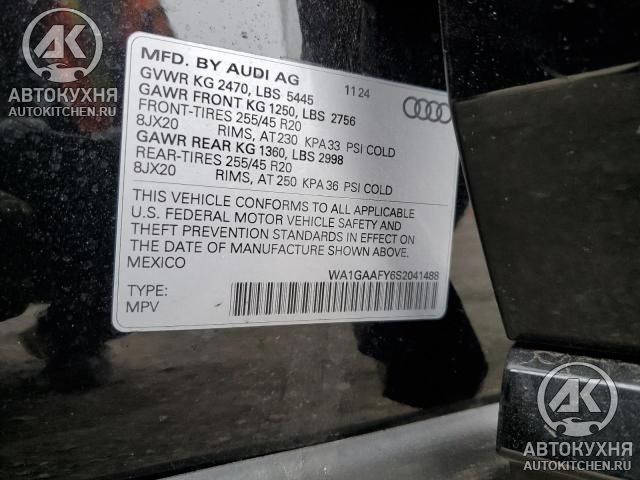 MFD. BY AUDI AG 11 24
GVWR KG 2470, LBS 5445
GAWR FRONT KG 1250, LBS 2756
FRONT-TIRES 255/45 R20
8JX20 RIMS, AT 230 KPA 33 PSI COLD
GAWR REAR KG 1360, LBS 2998
REAR-TIRES 255/45 R20
8JX20 RIMS, AT 250 KPA 36 PSI COLD
THIS VEHICLE CONFORMS TO ALL APPLICABLE
U.S. FEDERAL MOTOR VEHICLE SAFETY AND
THEFT PREVENTION STANDARDS IN EFFECT ON
THE DATE OF MANUFACTURE SHOWN ABOVE.
MEXICO
WA1GAAFY6S2041488
TYPE:
MPV
АК
АВТОКУХНЯ
AUTOKITCHEN.RU
АК
АВТОКУХНЯ
AUTOKITCHEN.RU